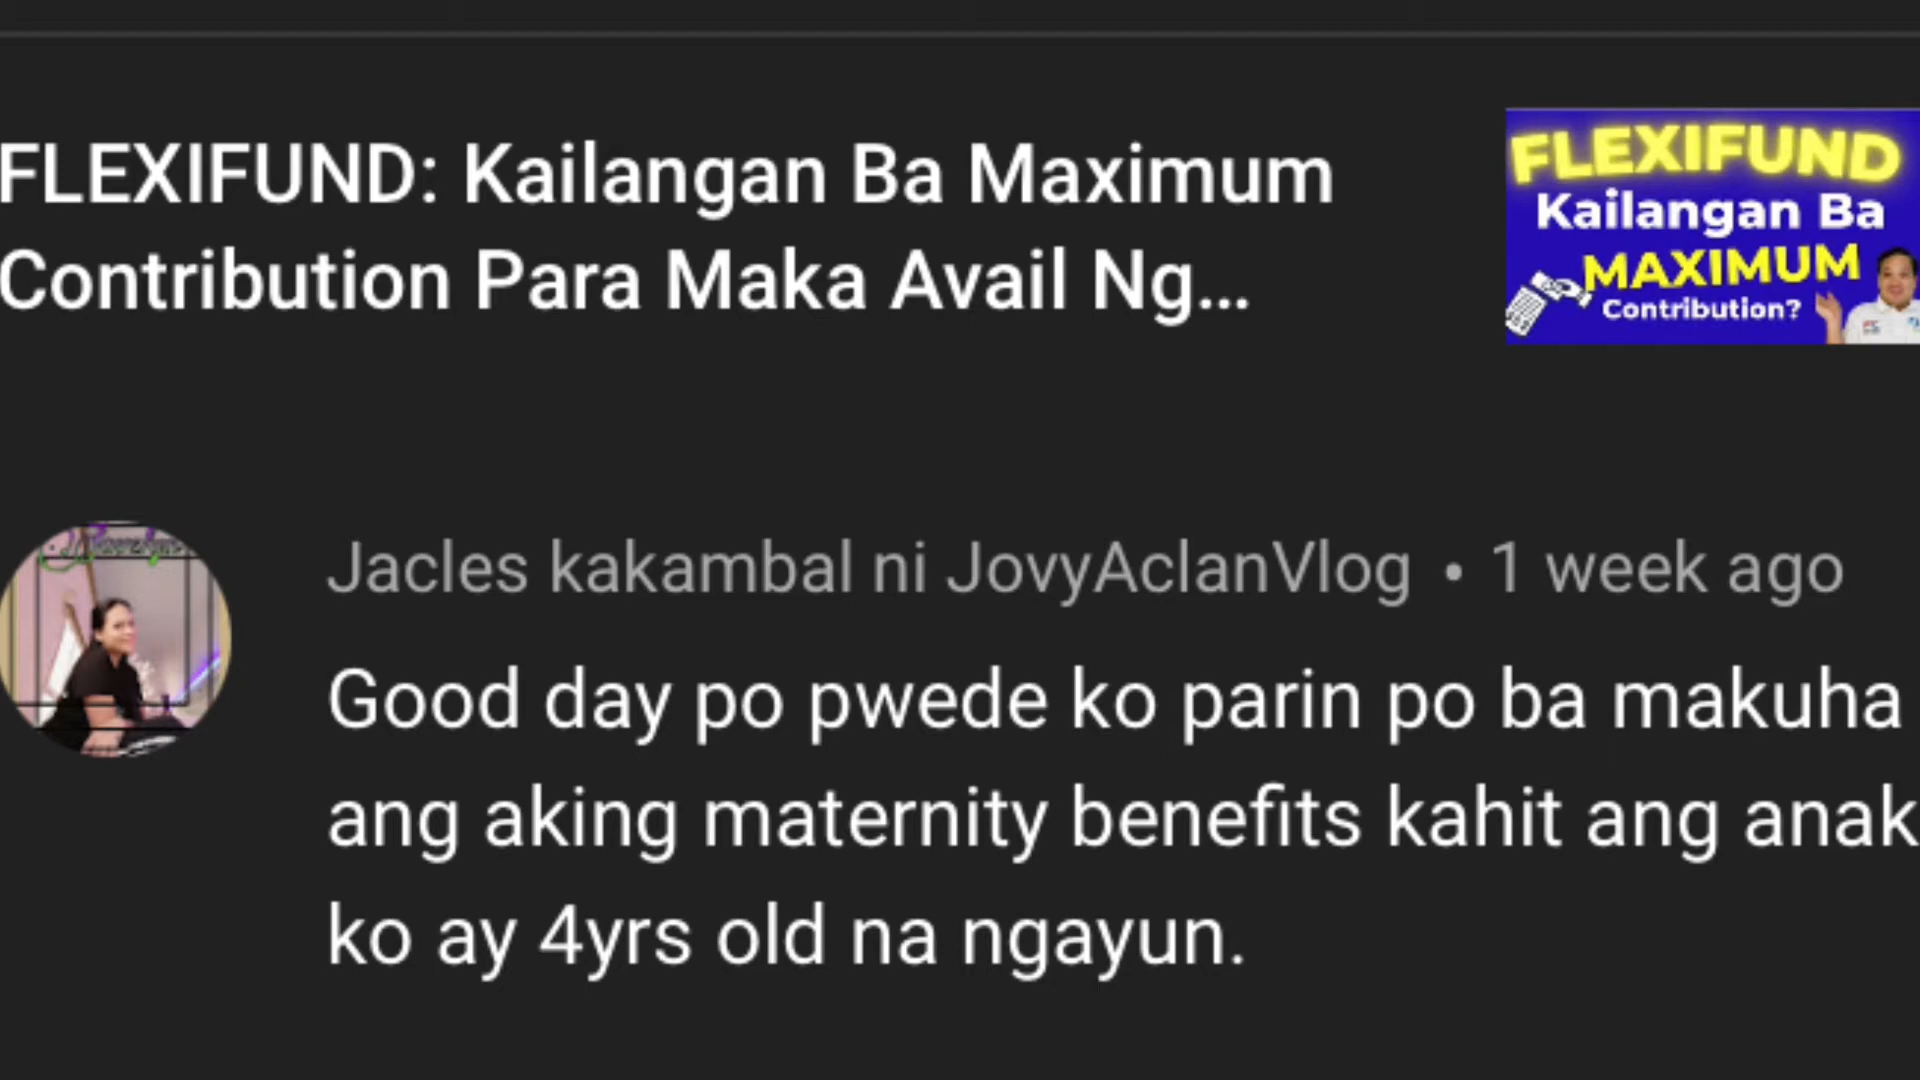 FLEXIFUND: Kailangan Ba Maximum
Contribution Para Maka Avail Ng...
FLEXIFUND
Kailangan Ba
MAXIMUM
Contribution?
Jacles kakambal ni JovyAclanVlog • 1 week ago
Good day po pwede ko parin po ba makuha
ang aking maternity benefits kahit ang anak
ko ay 4yrs old na ngayun.